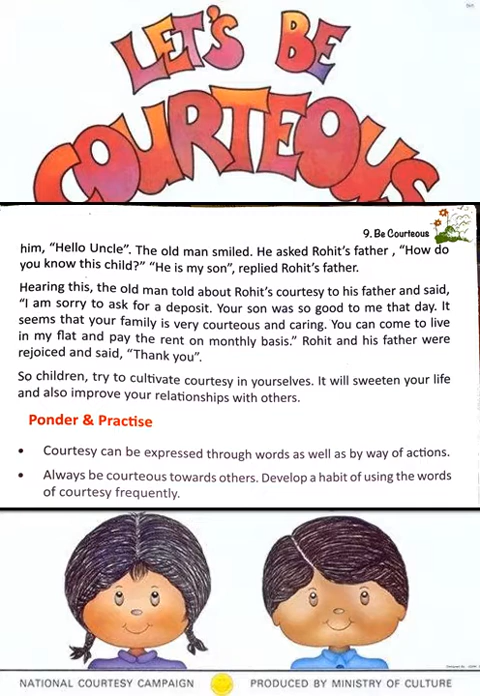 LET'S BE
COURTEOUS
9. Be Courteous
him, “Hello Uncle”. The old man smiled. He asked Rohit’s father , “How do
you know this child?” “He is my son”, replied Rohit’s father.
Hearing this, the old man told about Rohit’s courtesy to his father and said,
“I am sorry to ask for a deposit. Your son was so good to me that day. It
seems that your family is very courteous and caring. You can come to live
in my flat and pay the rent on monthly basis.” Rohit and his father were
rejoiced and said, “Thank you”.
So children, try to cultivate courtesy in yourselves. It will sweeten your life
and also improve your relationships with others.
Ponder & Practise
• Courtesy can be expressed through words as well as by way of actions.
• Always be courteous towards others. Develop a habit of using the words
of courtesy frequently.
NATIONAL COURTESY CAMPAIGN PRODUCED BY MINISTRY OF CULTURE